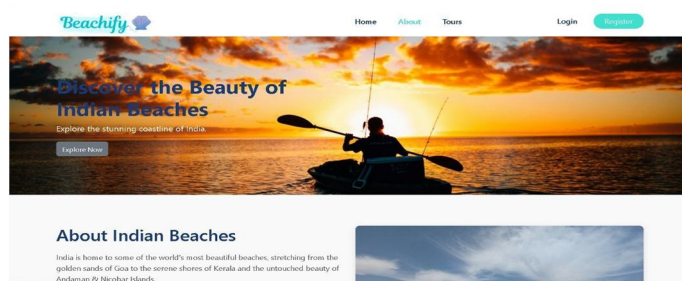 Beachify
Home About Tours Login Register
Discover the Beauty of
Indian Beaches
Explore the stunning coastline of India.
Explore Now
About Indian Beaches
India is home to some of the world's most beautiful beaches, stretching from the
golden sands of Goa to the serene shores of Kerala and the untouched beauty of
Andaman & Nicobar Islands.